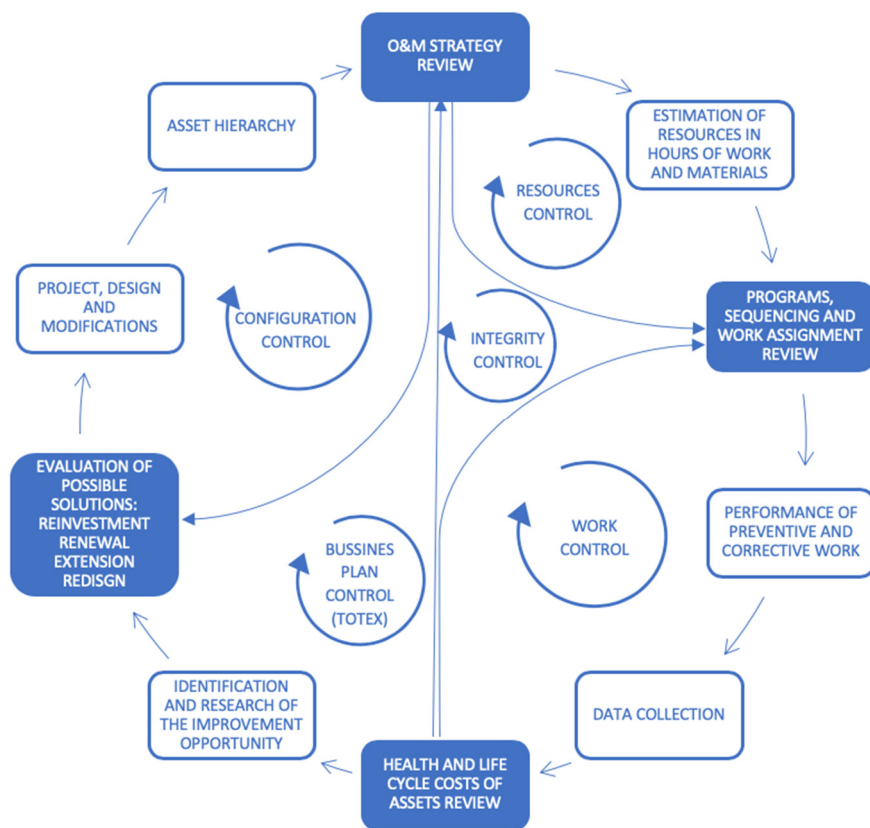 O&M STRATEGY
REVIEW
ASSET HIERARCHY
ESTIMATION OF
RESOURCES IN
HOURS OF WORK
AND MATERIALS
RESOURCES
CONTROL
PROJECT, DESIGN
AND
MODIFICATIONS
CONFIGURATION
CONTROL
INTEGRITY
CONTROL
PROGRAMS,
SEQUENCING AND
WORK ASSIGNMENT
REVIEW
EVALUATION OF
POSSIBLE
SOLUTIONS:
REINVESTMENT
RENEWAL
EXTENSION
REDISGN
BUSSINES
PLAN
CONTROL
(TOTEX)
WORK
CONTROL
PERFORMANCE OF
PREVENTIVE AND
CORRECTIVE WORK
IDENTIFICATION
AND RESEARCH OF
THE IMPROVEMENT
OPPORTUNITY
DATA COLLECTION
HEALTH AND LIFE
CYCLE COSTS OF
ASSETS REVIEW